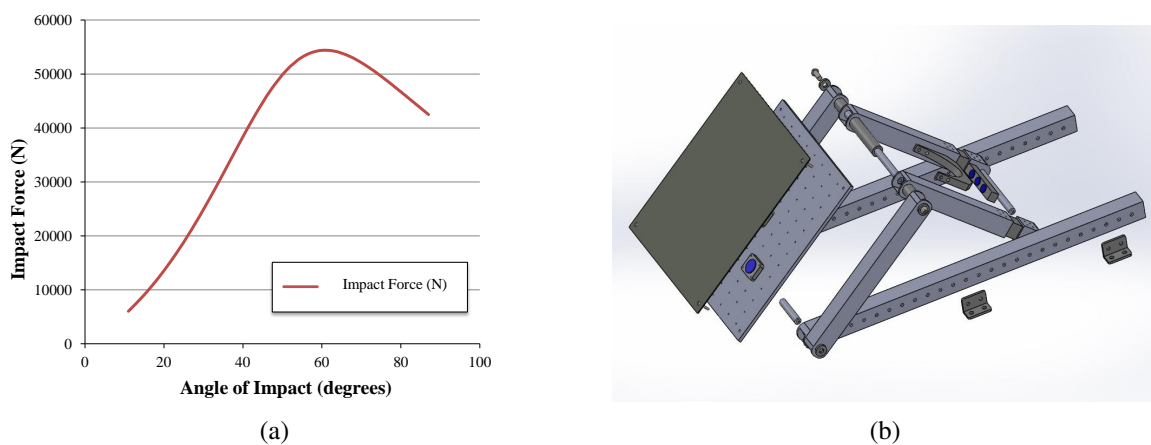 60000
50000
40000
30000
20000
10000
0
Impact Force (N)
Impact Force (N)
0 20 40 60 80 100
Angle of Impact (degrees)
(a)
(b)